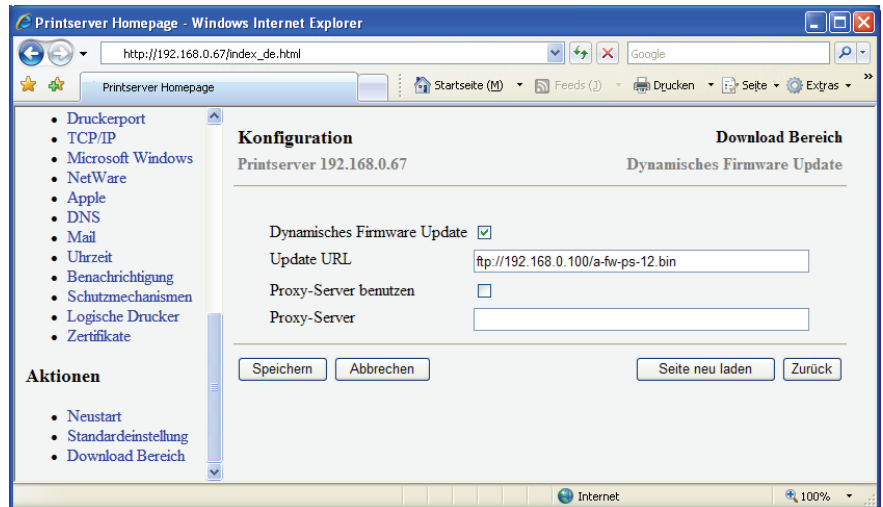 Printserver Homepage - Windows Internet Explorer
http://192.168.0.67/index_de.html
Google
Printserver Homepage
Startseite (M)
Feeds (J)
Drucken
Seite
Extras
»
Druckerport
TCP/IP
Microsoft Windows
NetWare
Apple
DNS
Mail
Uhrzeit
Benachrichtigung
Schutzmechanismen
Logische Drucker
Zertifikate
Aktionen
Neustart
Standardeinstellung
Download Bereich
Konfiguration
Download Bereich
Printserver 192.168.0.67
Dynamisches Firmware Update
Dynamisches Firmware Update
Update URL
ftp://192.168.0.100/a-fw-ps-12.bin
Proxy-Server benutzen
Proxy-Server
Speichern
Abbrechen
Seite neu laden
Zurück
Internet
100%